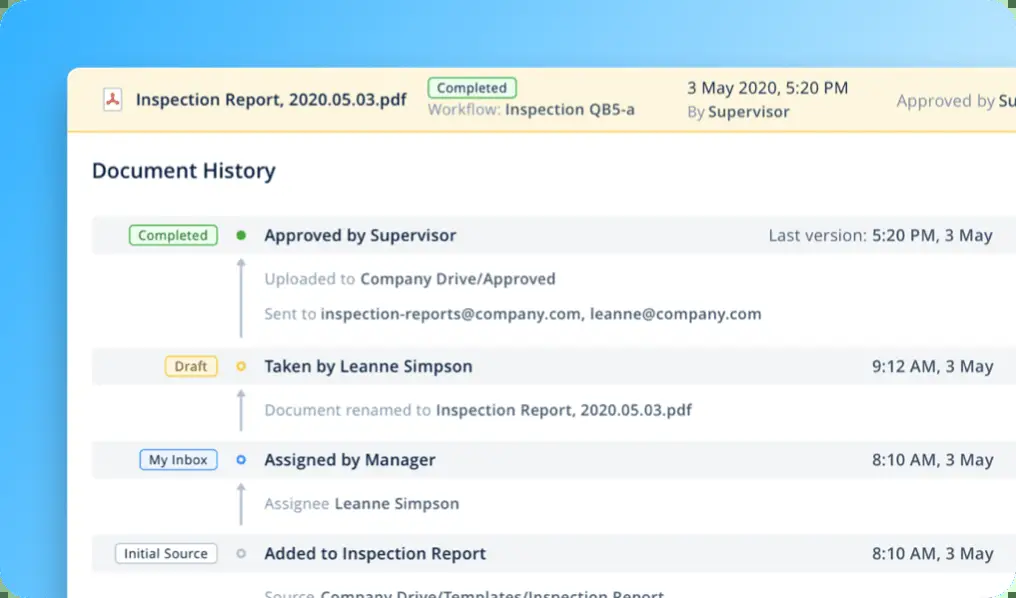 Inspection Report, 2020.05.03.pdf
Completed
Workflow: Inspection QB5-a
3 May 2020, 5:20 PM
By Supervisor
Approved by Su
Document History
Completed
Approved by Supervisor
Last version: 5:20 PM, 3 May
Uploaded to Company Drive/Approved
Sent to inspection-reports@company.com, leanne@company.com
Draft
Taken by Leanne Simpson
9:12 AM, 3 May
Document renamed to Inspection Report, 2020.05.03.pdf
My Inbox
Assigned by Manager
8:10 AM, 3 May
Assignee Leanne Simpson
Initial Source
Added to Inspection Report
8:10 AM, 3 May
Source Company Drive/Templates/Inspection Report